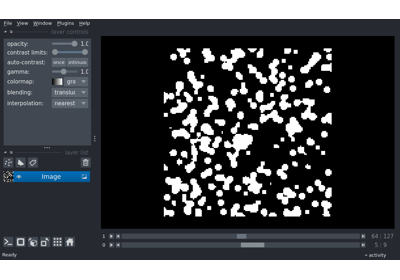 File View Window Plugins Help
layer controls
opacity: 1.0
contrast limits:
auto-contrast: once
gamma: 1.0
colormap: gra
blending: translu
interpolation: nearest
layer list
Image
1 64 127
0 5 9
Ready activity